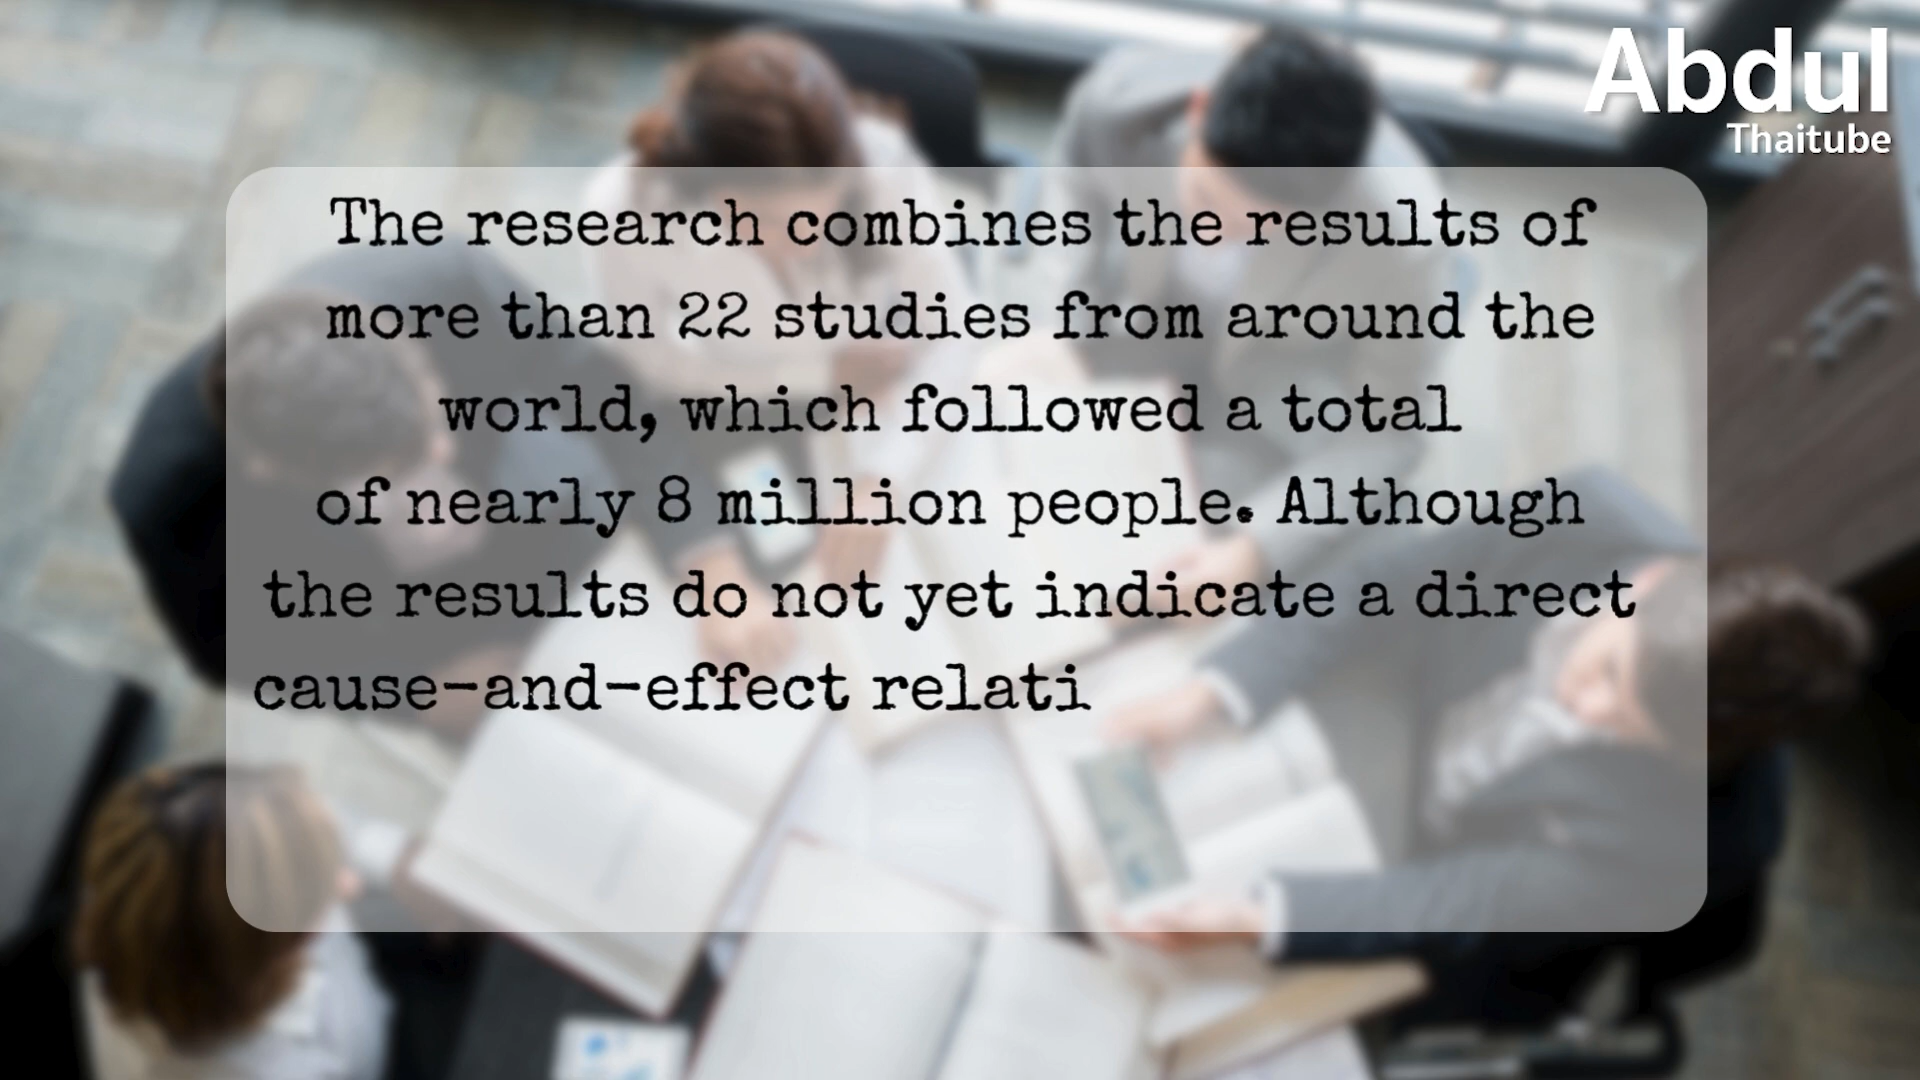 Abdul
Thaitube
The research combines the results of
more than 22 studies from around the
world, which followed a total
of nearly 8 million people. Although
the results do not yet indicate a direct
cause-and-effect relati